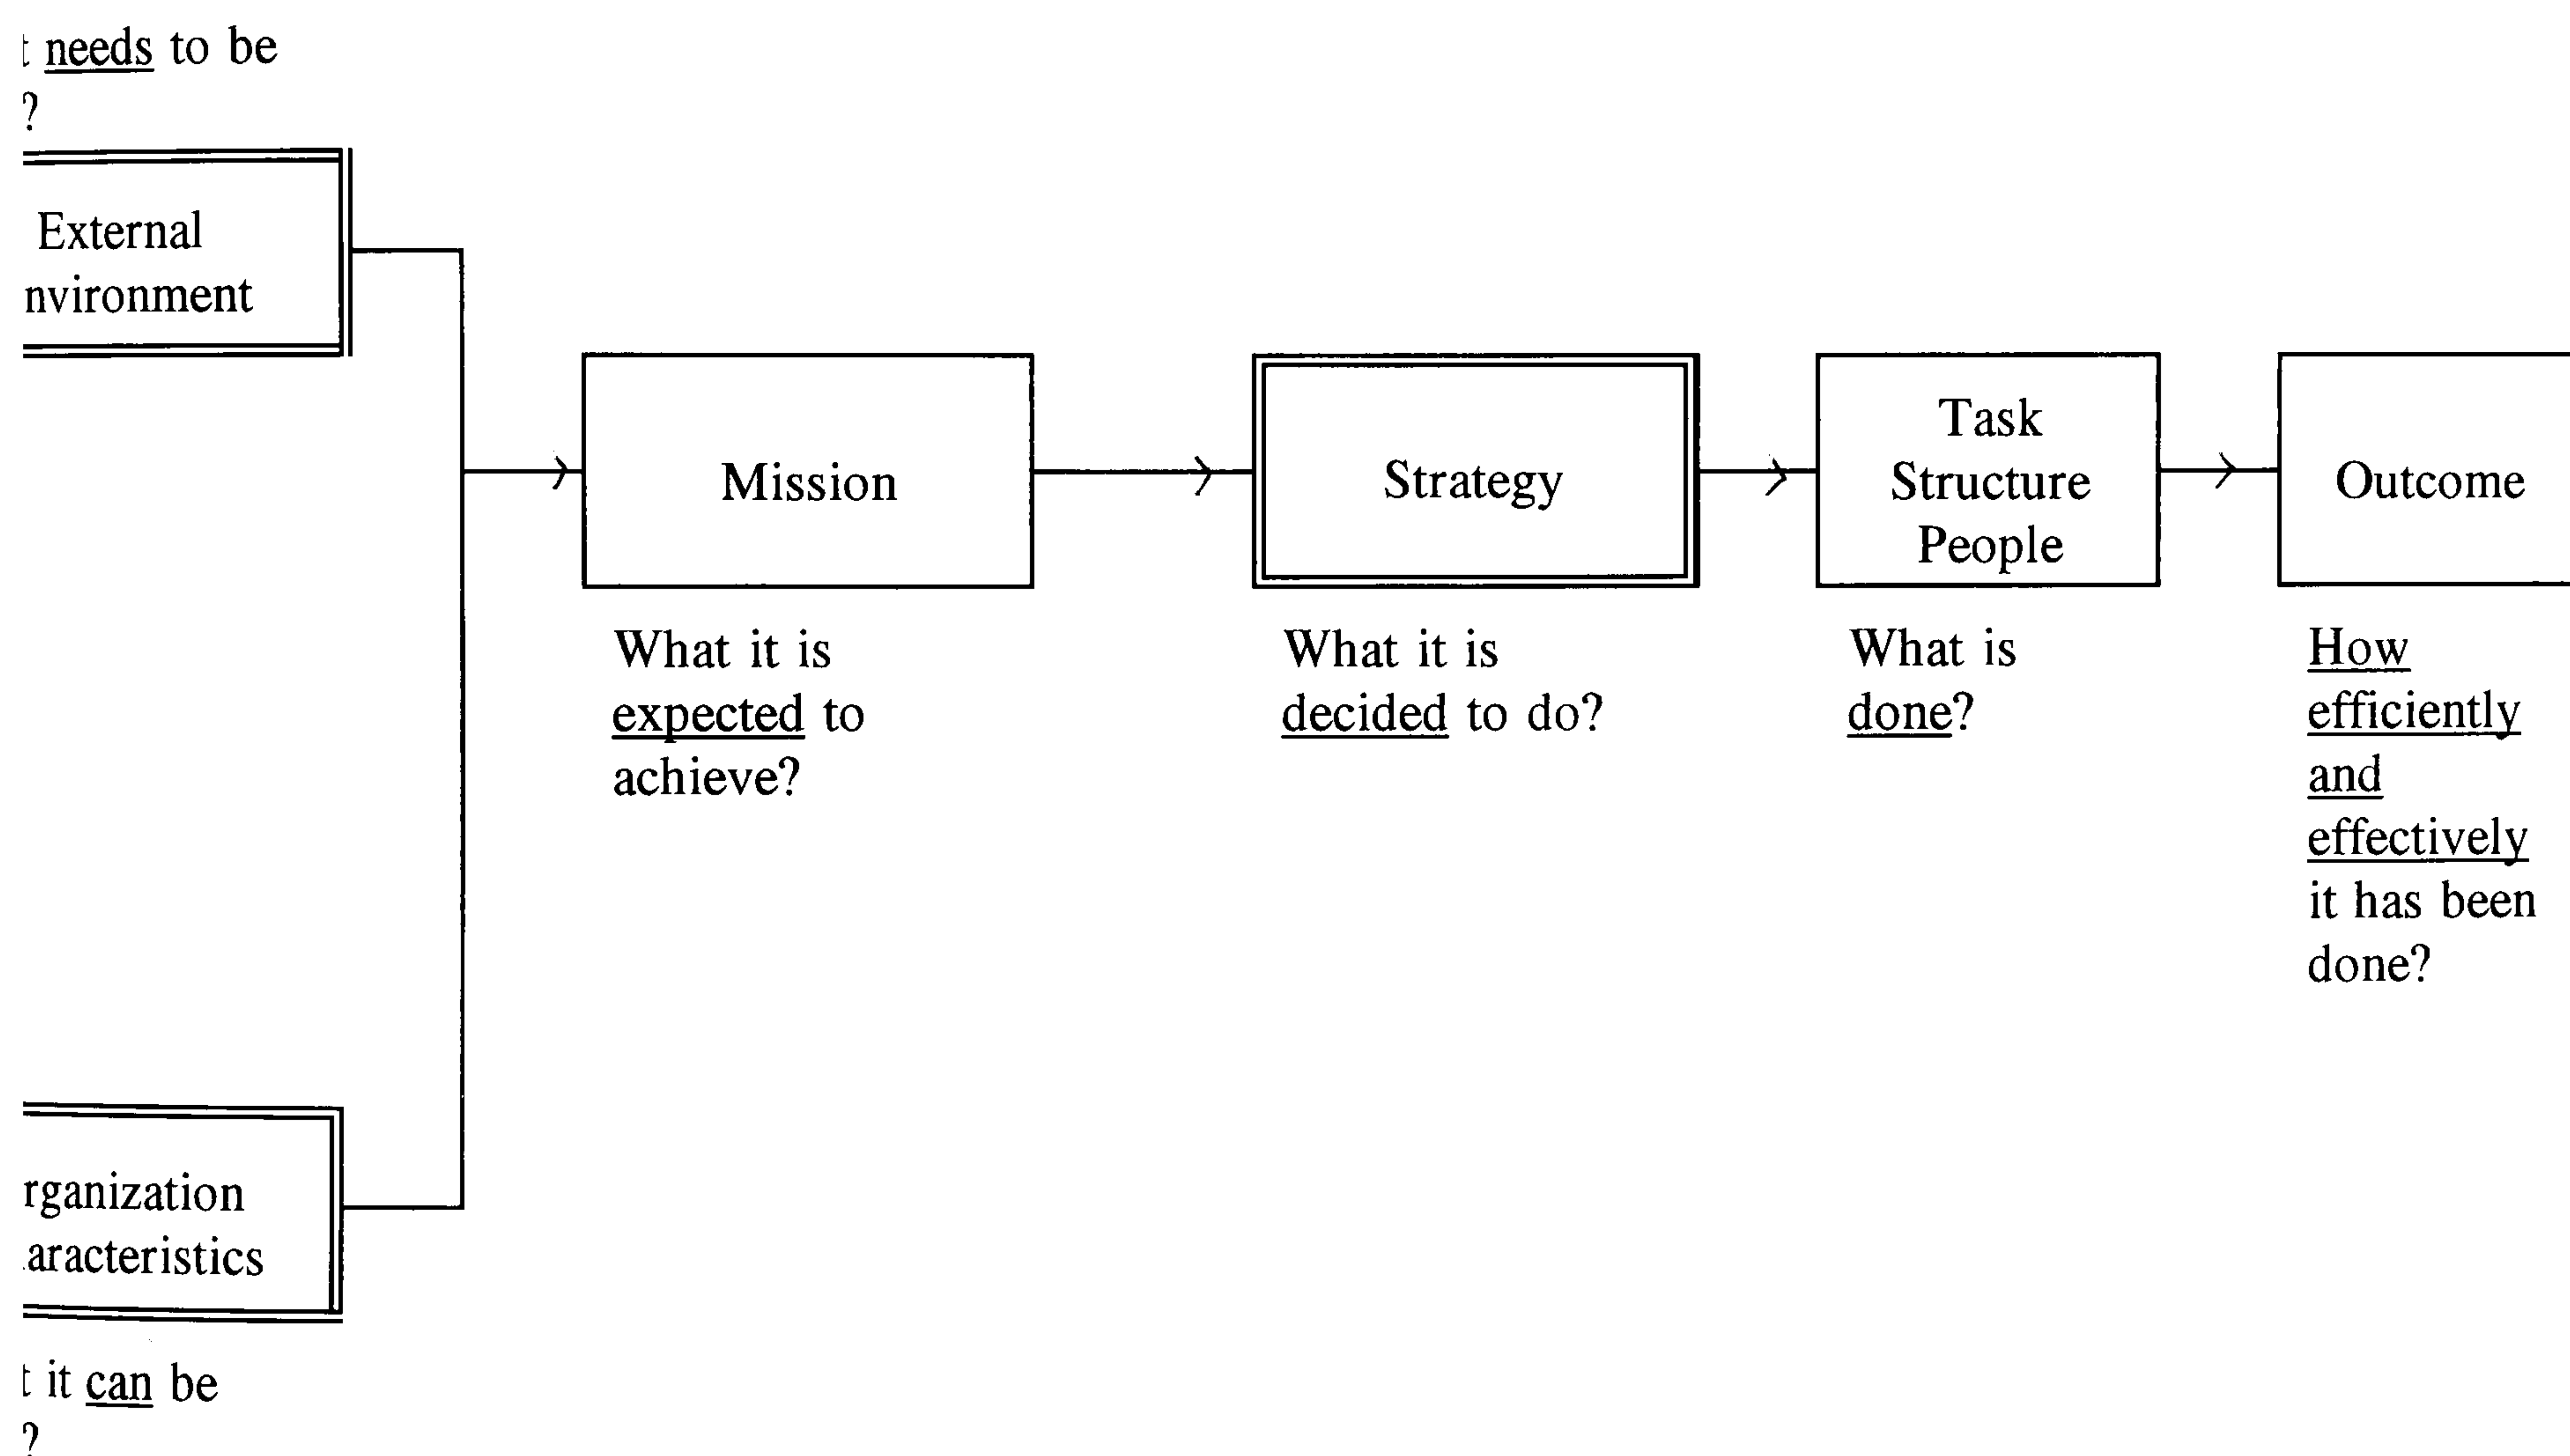 t needs to be
?
External
nvironment
Mission
Strategy
Task
Structure
People
Outcome
What it is
expected to
achieve?
What it is
decided to do?
What is
done?
How
efficiently
and
effectively
it has been
done?
rganization
aracteristics
t it can be
?